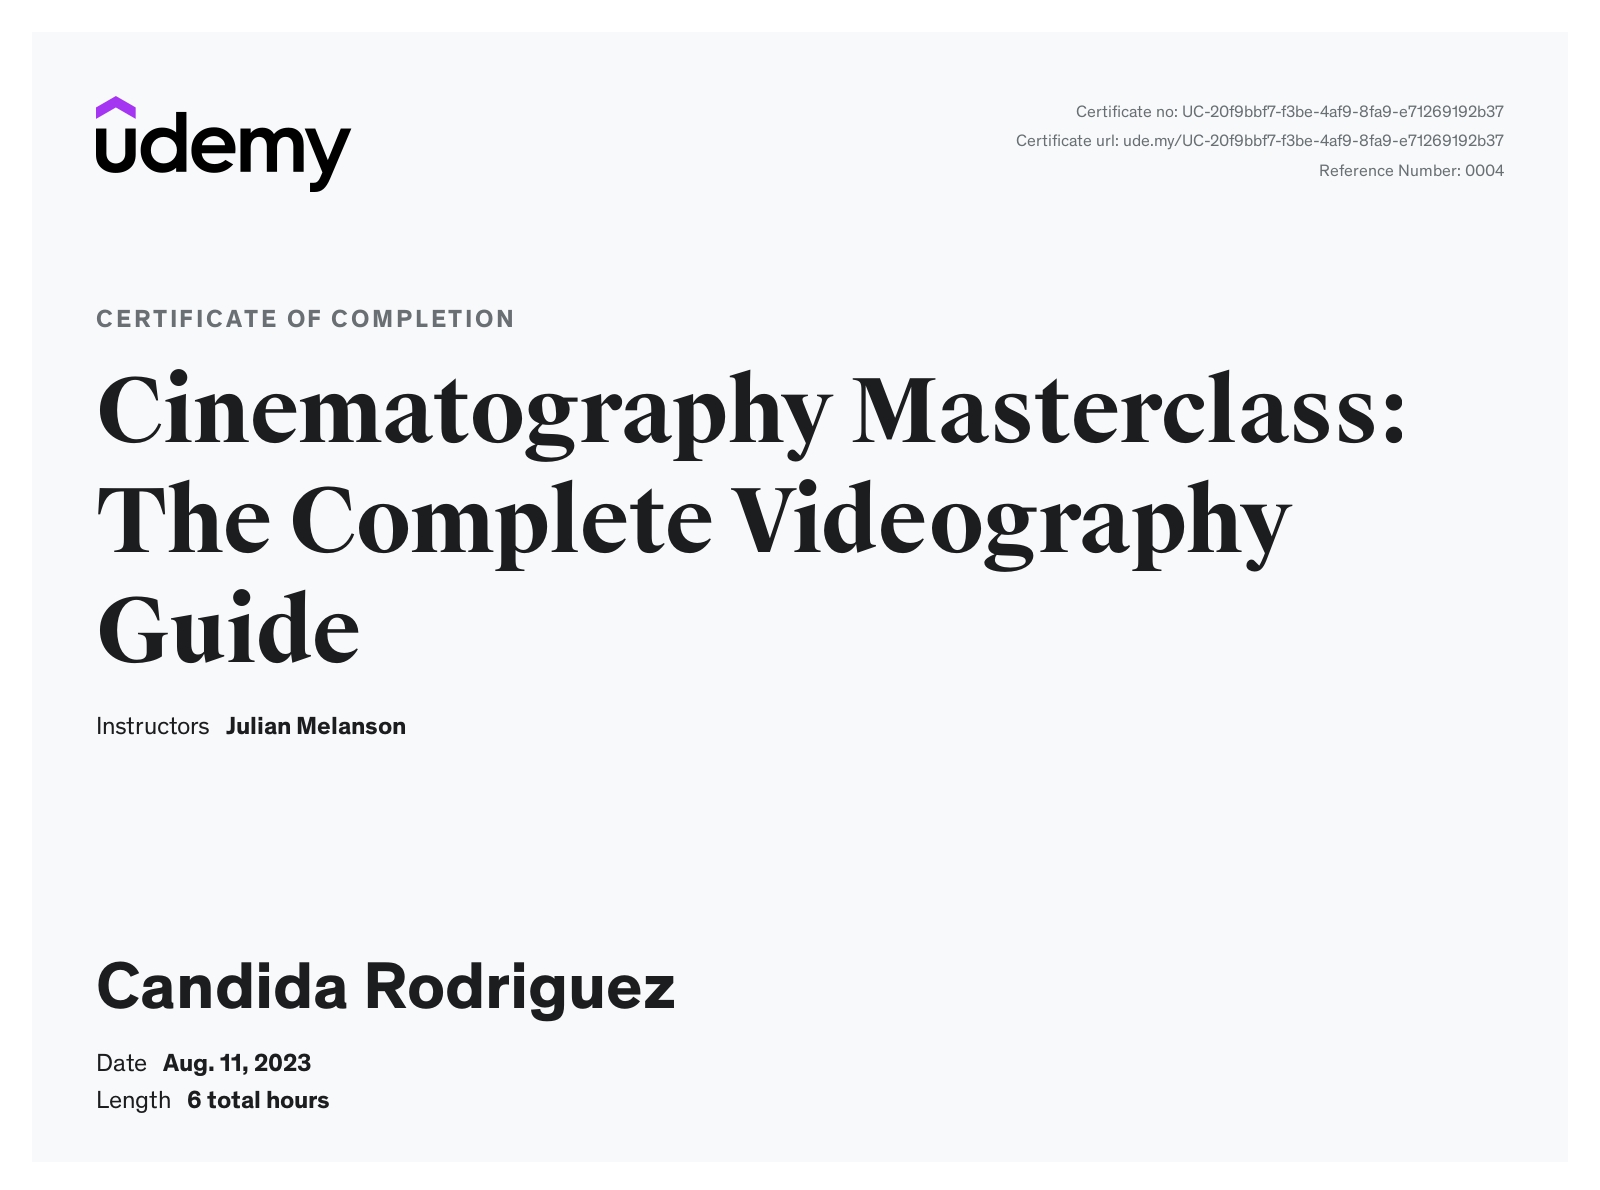 udemy
Certificate no: UC-20f9bbf7-f3be-4af9-8fa9-e71269192b37
Certificate url: ude.my/UC-20f9bbf7-f3be-4af9-8fa9-e71269192b37
Reference Number: 0004
CERTIFICATE OF COMPLETION
Cinematography Masterclass:
The Complete Videography
Guide
Instructors Julian Melanson
Candida Rodriguez
Date Aug. 11, 2023
Length 6 total hours